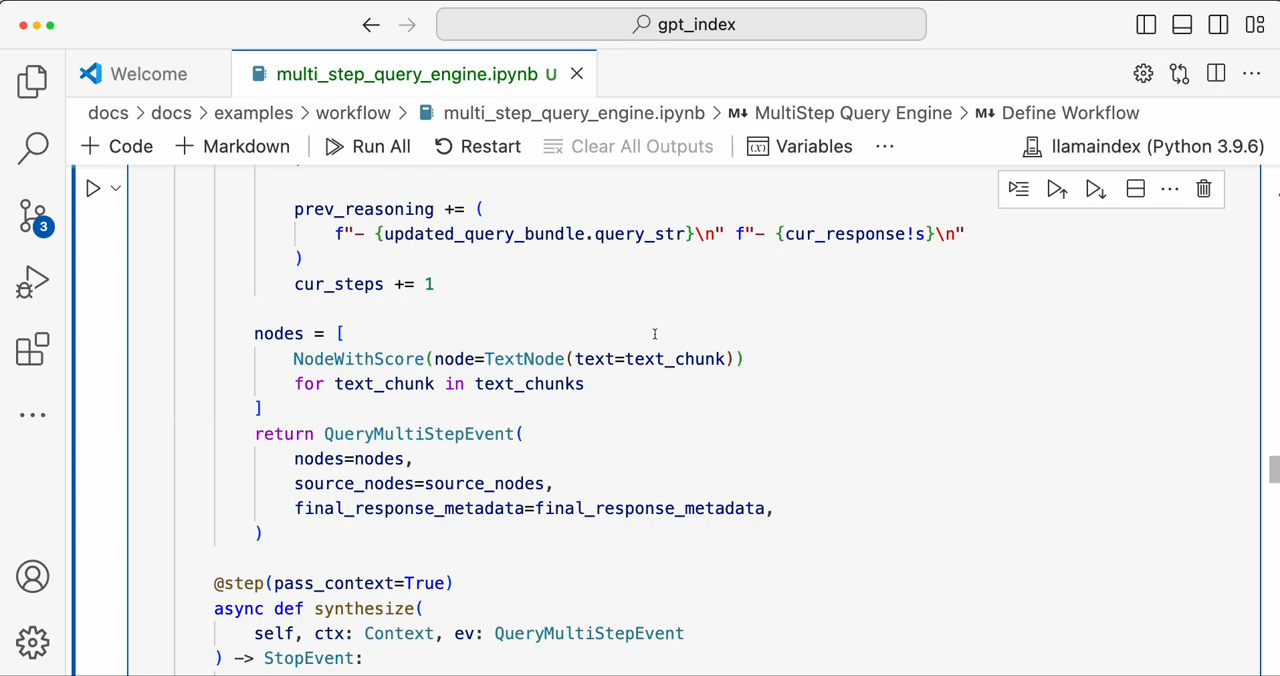 gpt_index
Welcome
multi_step_query_engine.ipynb U
docs > docs > examples > workflow > multi_step_query_engine.ipynb > MultiStep Query Engine > Define Workflow
+ Code + Markdown Run All Restart Clear All Outputs Variables ... llamaindex (Python 3.9.6)
prev_reasoning += (
f"- {updated_query_bundle.query_str}\n" f"- {cur_response!s}\n"
)
cur_steps += 1
3
nodes = [
NodeWithScore(node=TextNode(text=text_chunk))
for text_chunk in text_chunks
]
return QueryMultiStepEvent(
nodes=nodes,
source_nodes=source_nodes,
final_response_metadata=final_response_metadata,
)
@step(pass_context=True)
async def synthesize(
self, ctx: Context, ev: QueryMultiStepEvent
) -> StopEvent: